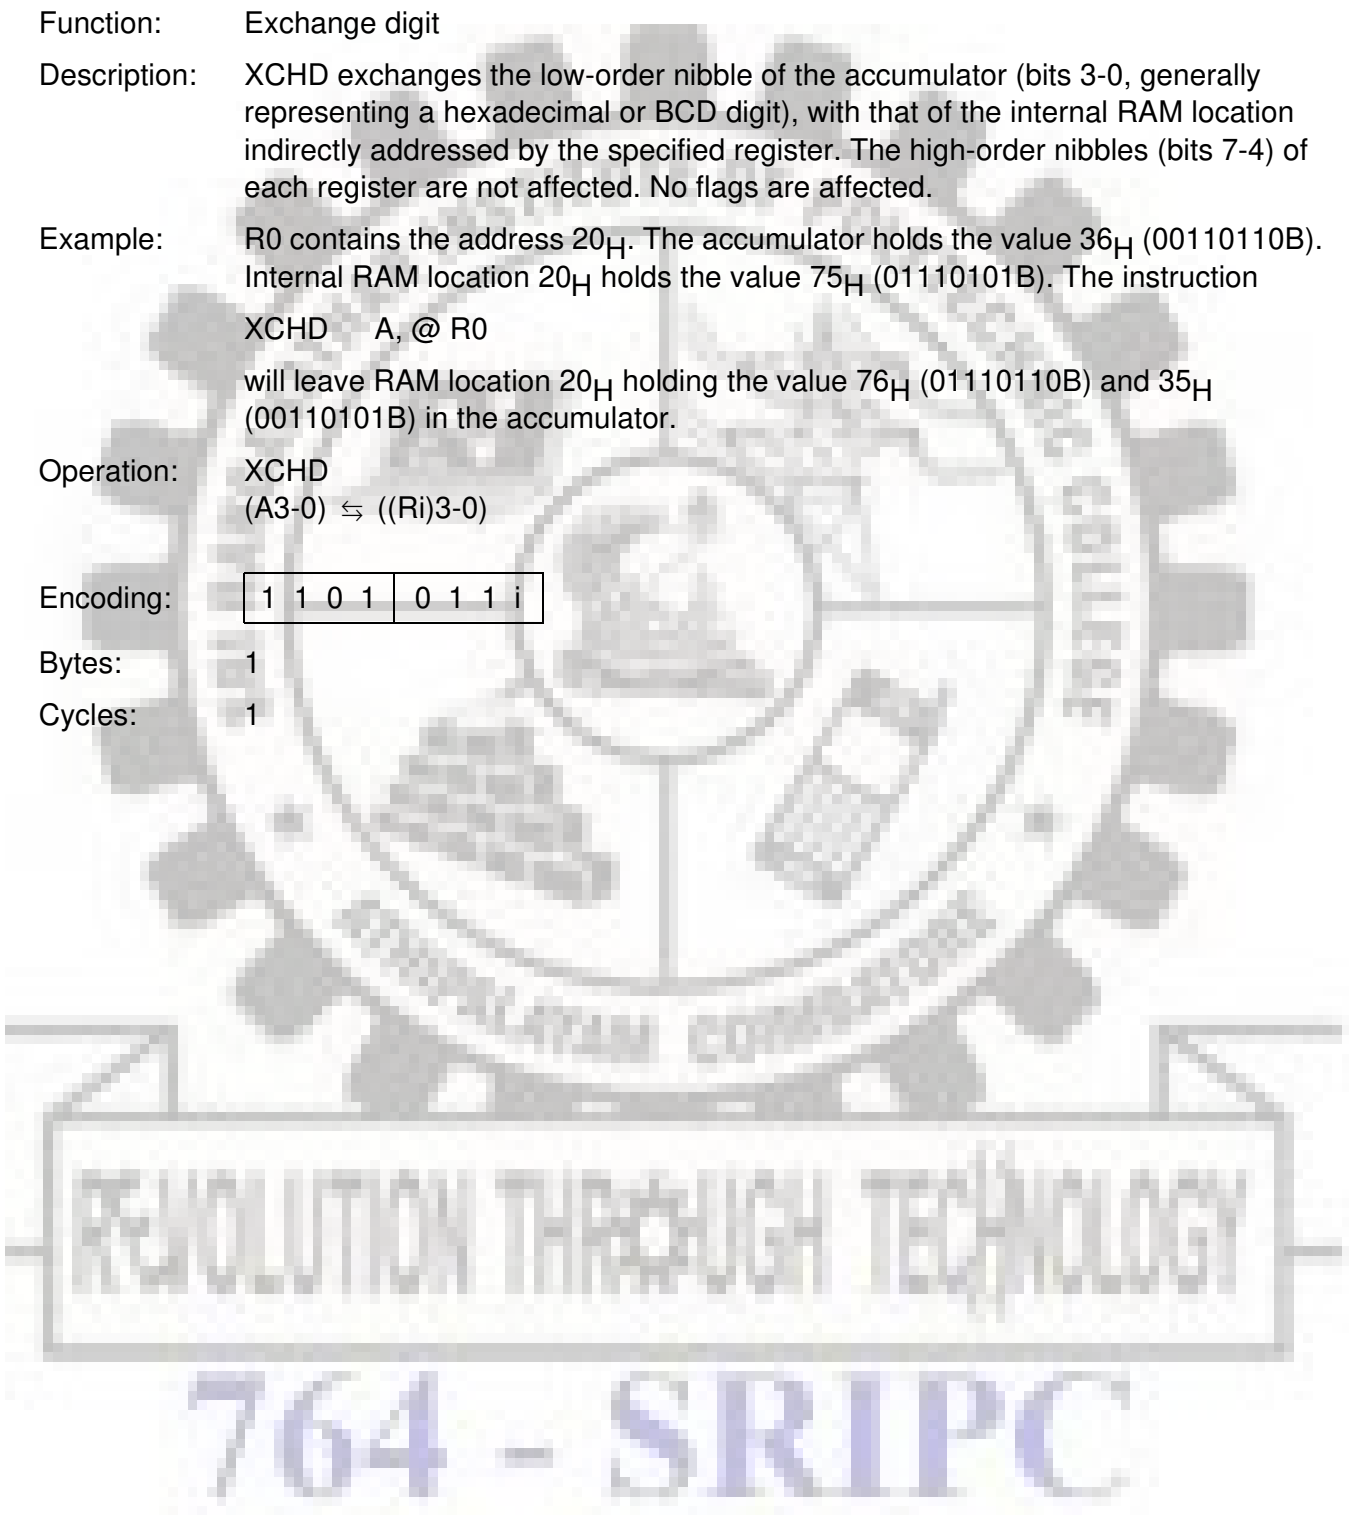 Function: Exchange digit
Description: XCHD exchanges the low-order nibble of the accumulator (bits 3-0, generally
representing a hexadecimal or BCD digit), with that of the internal RAM location
indirectly addressed by the specified register. The high-order nibbles (bits 7-4) of
each register are not affected. No flags are affected.
Example: R0 contains the address 20H. The accumulator holds the value 36H (00110110B).
Internal RAM location 20H holds the value 75H (01110101B). The instruction
XCHD A, @ R0
will leave RAM location 20H holding the value 76H (01110110B) and 35H
(00110101B) in the accumulator.
Operation: XCHD
(A3-0) ⇆ ((Ri)3-0)
Encoding: 1 1 0 1 0 1 1 i
Bytes: 1
Cycles: 1
COLLEGE
REVOLUTION THROUGH TECHNOLOGY
764 - SRIPC